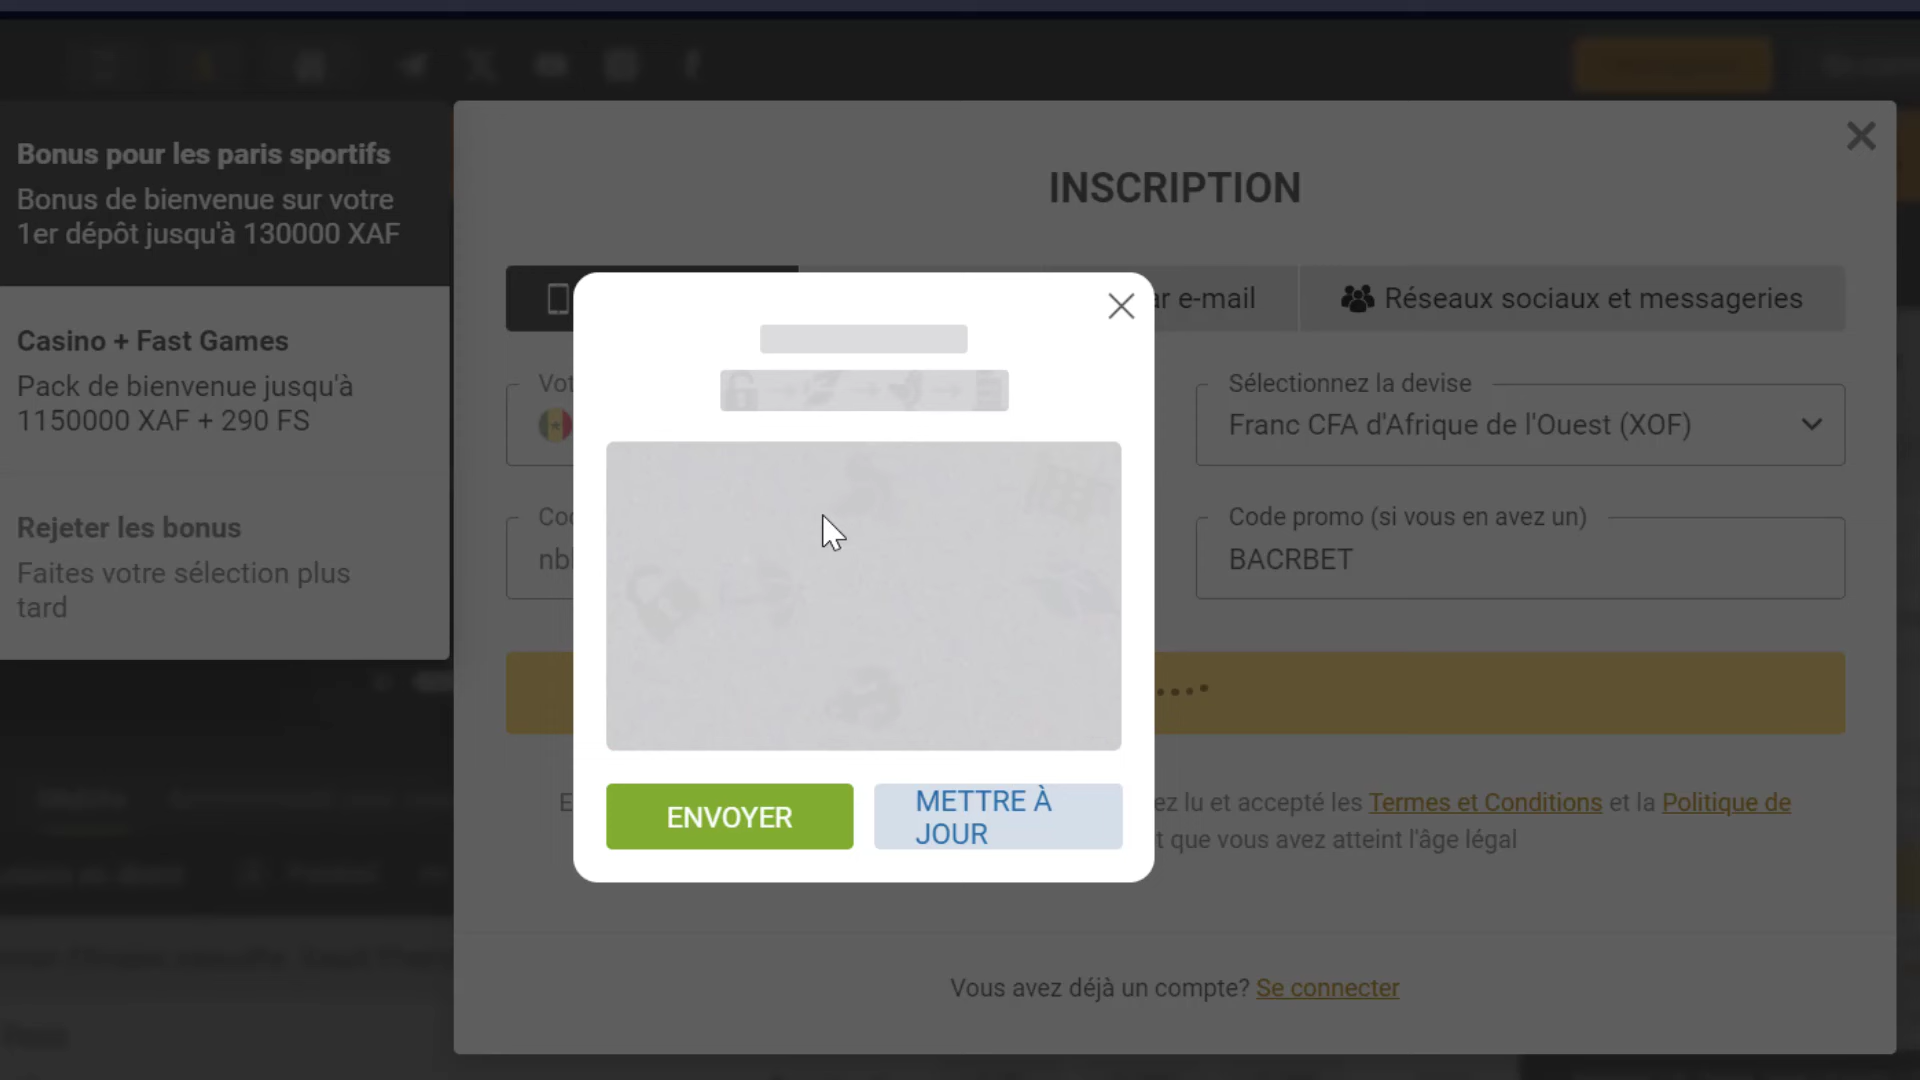 Bonus pour les paris sportifs
Bonus de bienvenue sur votre
1er dépôt jusqu'à 130000 XAF
Casino + Fast Games
Pack de bienvenue jusqu'à
1150000 XAF + 290 FS
Rejeter les bonus
Faites votre sélection plus
tard
INSCRIPTION
e-mail
Réseaux sociaux et messageries
Sélectionnez la devise
Franc CFA d'Afrique de l'Ouest (XOF)
Code promo (si vous en avez un)
BACRBET
ENVOYER
METTRE À
JOUR
lu et accepté les Termes et Conditions et la Politique de
que vous avez atteint l'âge légal
Vous avez déjà un compte? Se connecter